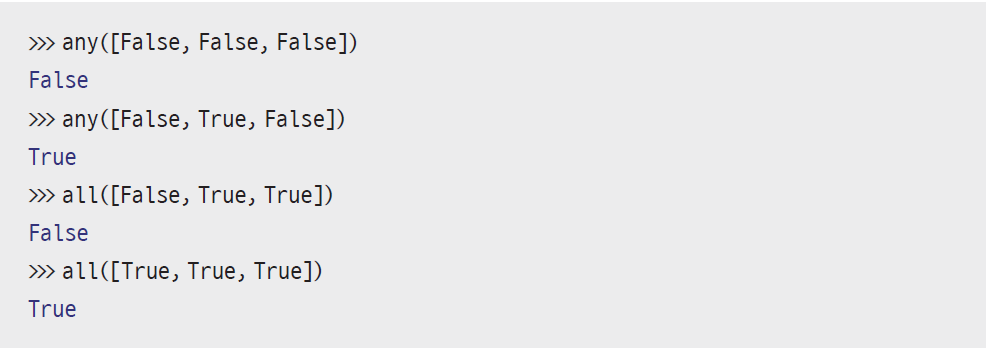 >>> any([False, False, False])
False
>>> any([False, True, False])
True
>>> all([False, True, True])
False
>>> all([True, True, True])
True